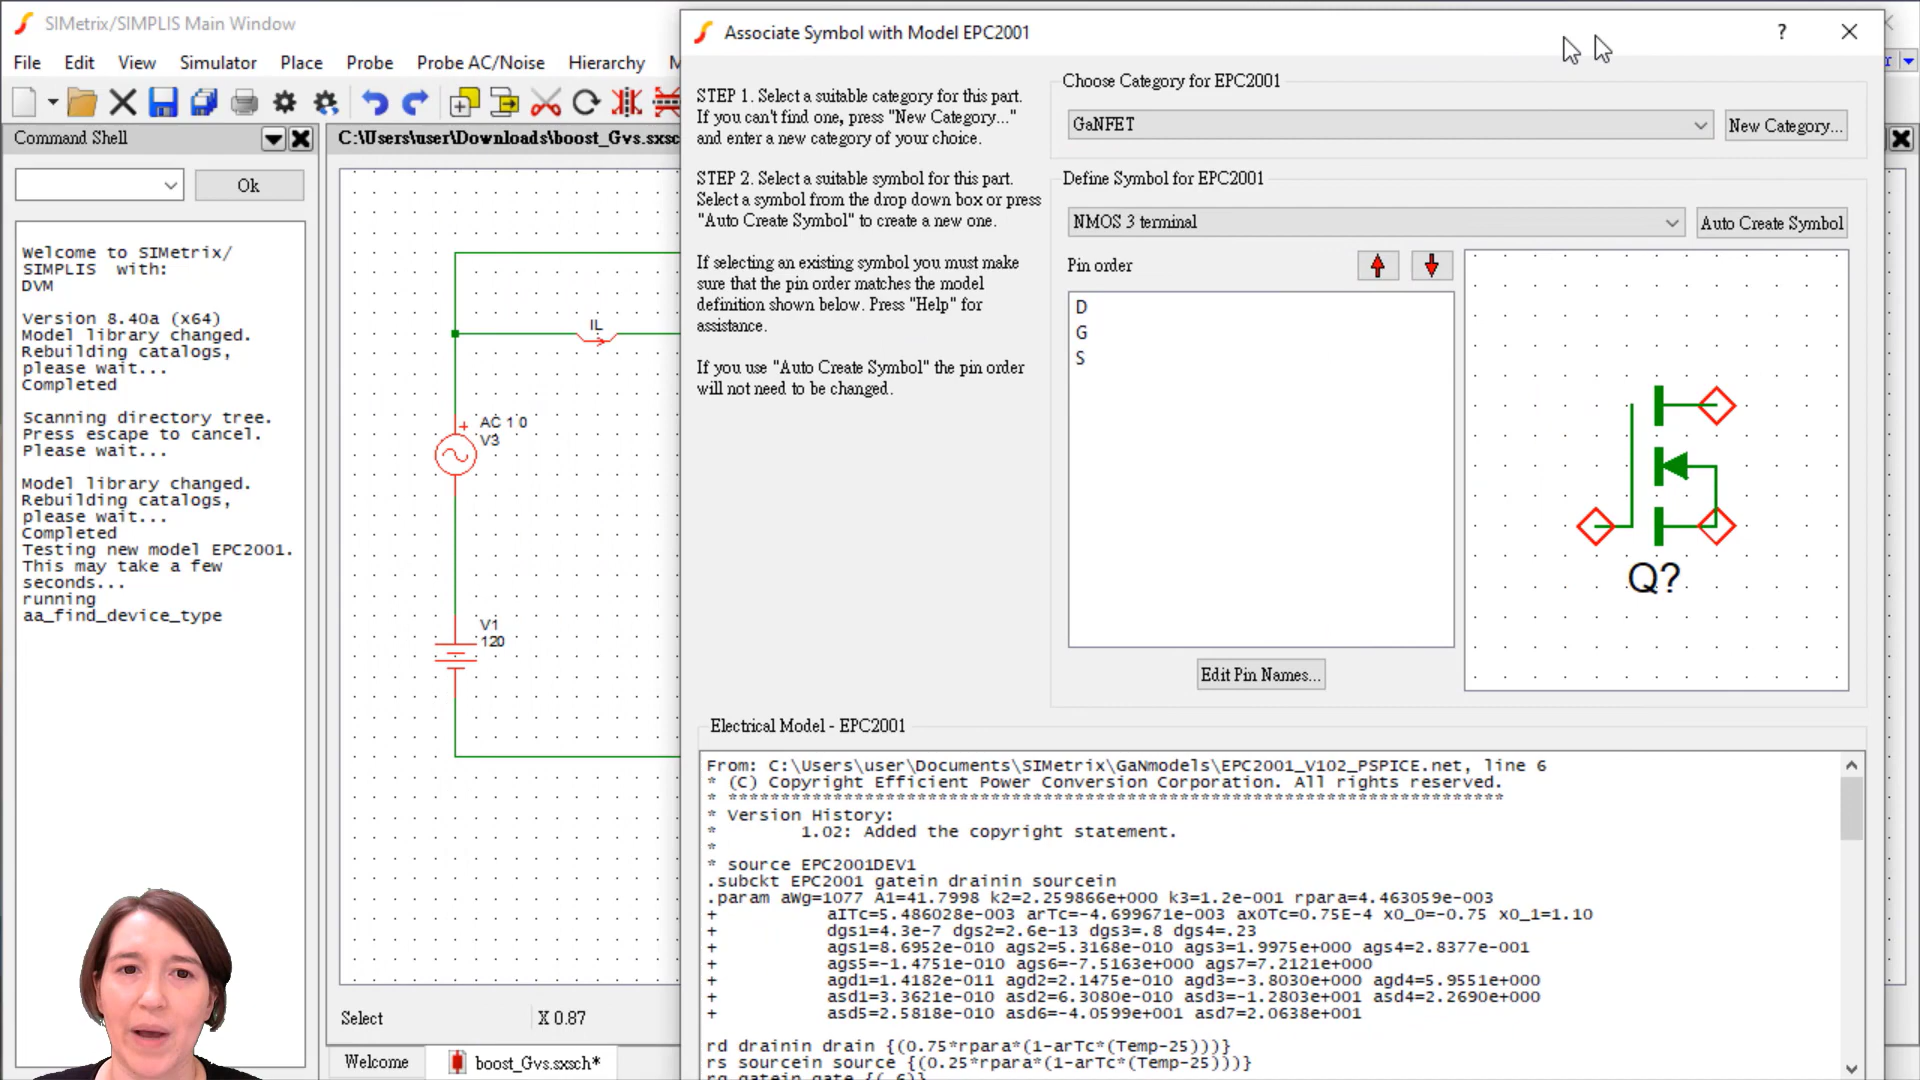 SIMetrix/SIMPLIS Main Window
File Edit View Simulator Place Probe Probe AC/Noise Hierarchy
Command Shell
Ok
Welcome to SIMetrix/
SIMPLIS with:
DVM
Version 8.40a (x64)
Model library changed.
Rebuilding catalogs,
please wait...
Completed
Scanning directory tree.
Press escape to cancel.
Please wait...
Model library changed.
Rebuilding catalogs,
please wait...
Completed
Testing new model EPC2001.
This may take a few
seconds...
running
aa_find_device_type
C:\Users\user\Downloads\boost_Gvs.sxsc
IL
AC 1 0
V3
V1
120
Select
X 0.87
Welcome
boost_Gvs.sxsch*
Associate Symbol with Model EPC2001
?
STEP 1. Select a suitable category for this part.
If you can't find one, press "New Category..."
and enter a new category of your choice.
STEP 2. Select a suitable symbol for this part.
Select a symbol from the drop down box or press
"Auto Create Symbol" to create a new one.
If selecting an existing symbol you must make
sure that the pin order matches the model
definition shown below. Press "Help" for
assistance.
If you use "Auto Create Symbol" the pin order
will not need to be changed.
Choose Category for EPC2001
GaNFET
New Category...
Define Symbol for EPC2001
NMOS 3 terminal
Auto Create Symbol
Pin order
D
G
S
Edit Pin Names...
Q?
Electrical Model - EPC2001
From: C:\Users\user\Documents\SIMetrix\GaNmodels\EPC2001_V102_PSPICE.net, line 6
* (C) Copyright Efficient Power Conversion Corporation. All rights reserved.
* Version History:
* 1.02: Added the copyright statement.
*
* source EPC2001DEV1
.subckt EPC2001 gatein drainin sourcein
.param aWg=1077 A1=41.7998 k2=2.259866e+000 k3=1.2e-001 rpara=4.463059e-003
+ aITc=5.486028e-003 arTc=-4.699671e-003 ax0Tc=0.75E-4 x0_0=-0.75 x0_1=1.10
+ dgs1=4.3e-7 dgs2=2.6e-13 dgs3=.8 dgs4=.23
+ ags1=8.6952e-010 ags2=5.3168e-010 ags3=1.9975e+000 ags4=2.8377e-001
+ ags5=-1.4751e-010 ags6=-7.5163e+000 ags7=7.2121e+000
+ agd1=1.4182e-011 agd2=2.1475e-010 agd3=-3.8030e+000 agd4=5.9551e+000
+ asd1=3.3621e-010 asd2=6.3080e-010 asd3=-1.2803e+001 asd4=2.2690e+000
+ asd5=2.5818e-010 asd6=-4.0599e+001 asd7=2.0638e+001
rd drainin drain {(0.75*rpara*(1-arTc*(Temp-25)))}
rs sourcein source {(0.25*rpara*(1-arTc*(Temp-25)))}